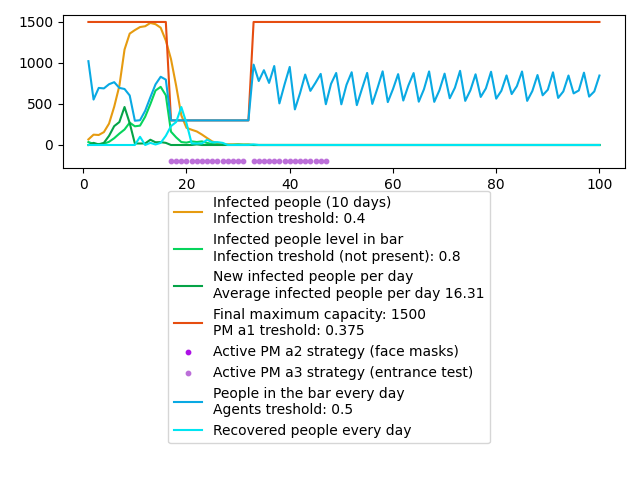 1500
1000
500
0
0 20 40 60 80 100
Infected people (10 days)
Infection treshold: 0.4
Infected people level in bar
Infection treshold (not present): 0.8
New infected people per day
Average infected people per day 16.31
Final maximum capacity: 1500
PM a1 treshold: 0.375
Active PM a2 strategy (face masks)
Active PM a3 strategy (entrance test)
People in the bar every day
Agents treshold: 0.5
Recovered people every day